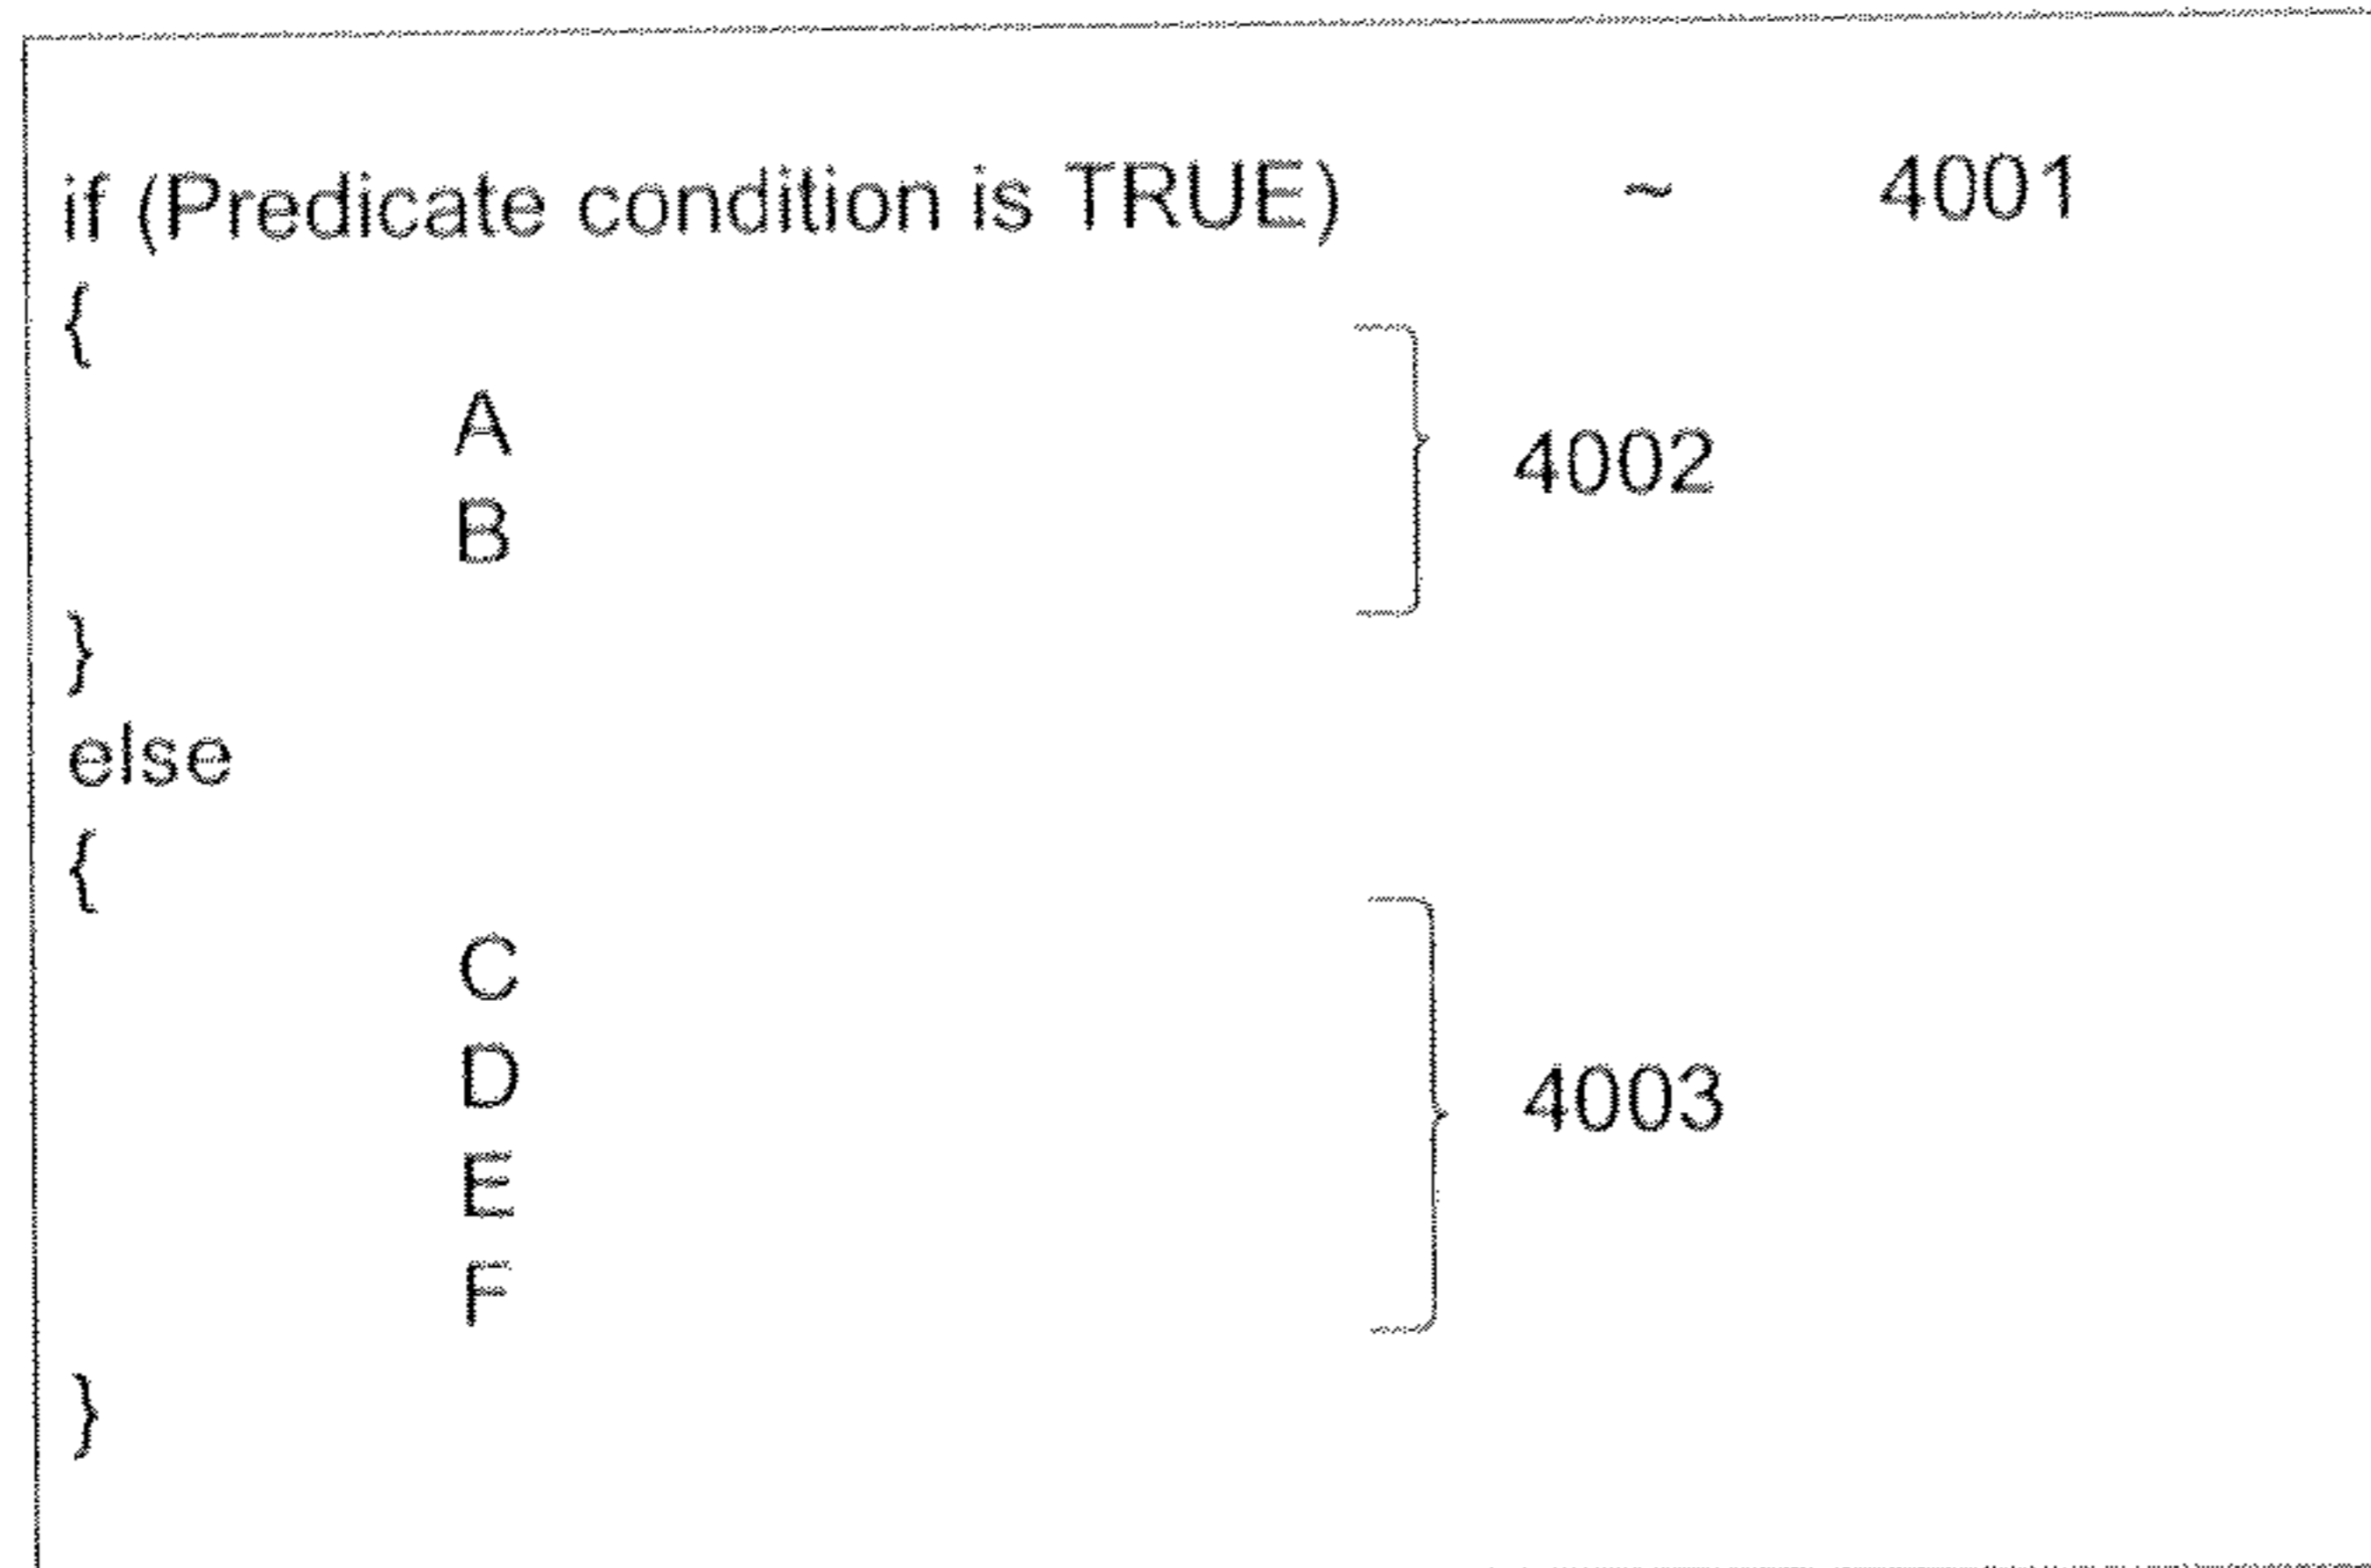 if (Predicate condition is TRUE) ~ 4001
{
A
B
4002
}
else
{
C
D
E
F
4003
}